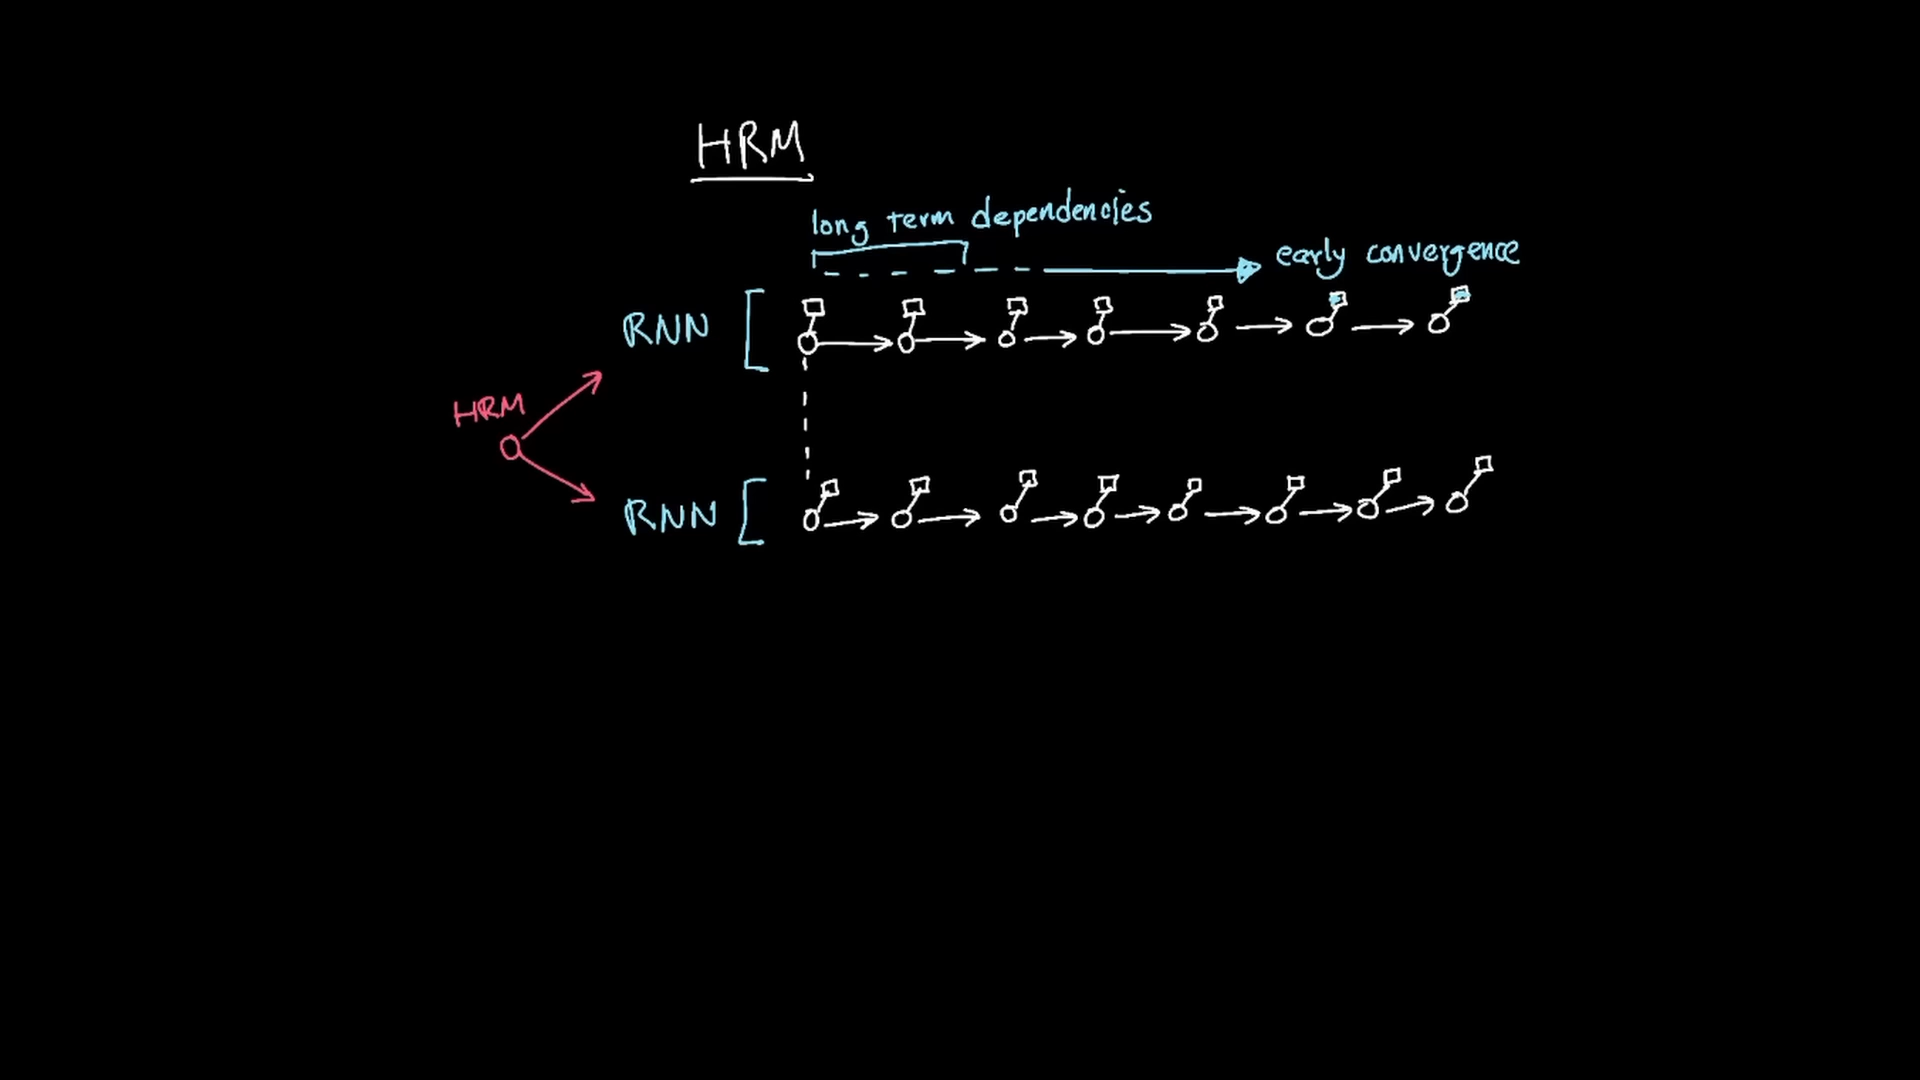 HRM
long term dependencies
early convergence
RNN
HRM
RNN